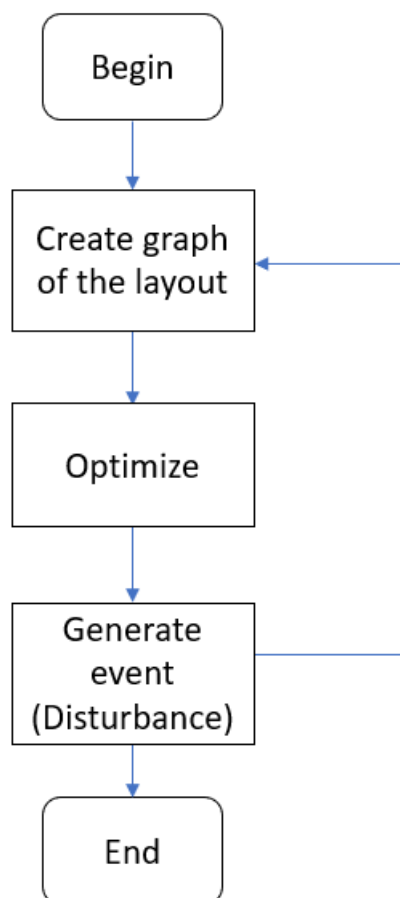 Begin
Create graph
of the layout
Optimize
Generate
event
(Disturbance)
End